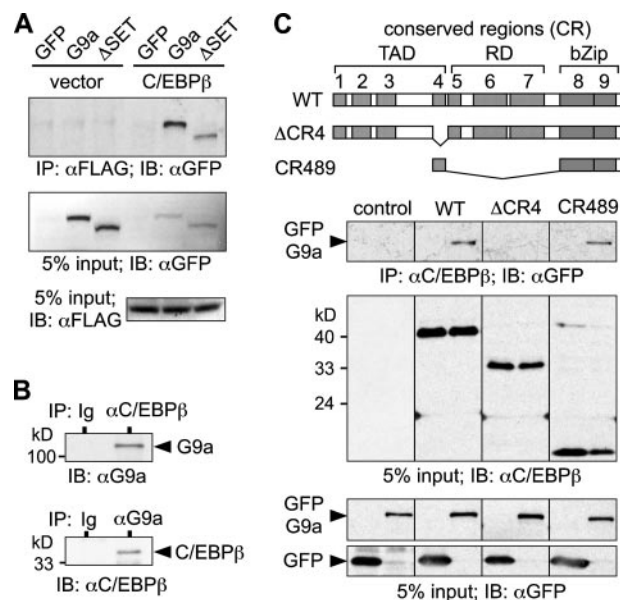 A
GFP G9a ΔSET GFP G9a ΔSET
vector C/EBPβ
IP: αFLAG; IB: αGFP
5% input; IB: αGFP
5% input;
IB: αFLAG
B
IP: Ig αC/EBPβ
kD
100
G9a
IB: αG9a
IP: Ig αG9a
kD
33
C/EBPβ
IB: αC/EBPβ
C
conserved regions (CR)
TAD RD bZip
1 2 3 4 5 6 7 8 9
WT
ΔCR4
CR489
control WT ΔCR4 CR489
GFP
G9a
IP: αC/EBPβ; IB: αGFP
kD
40
33
24
5% input; IB: αC/EBPβ
GFP
G9a
GFP
5% input; IB: αGFP